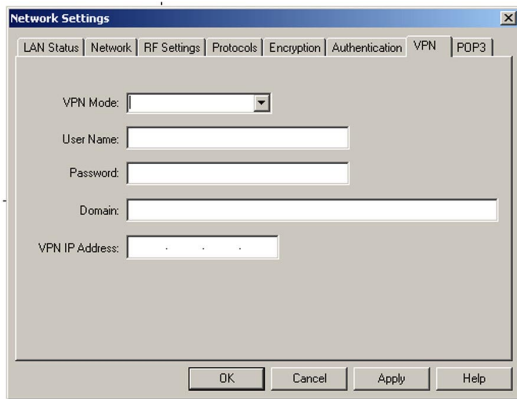 Network Settings
LAN Status Network RF Settings Protocols Encryption Authentication VPN POP3
VPN Mode:
User Name:
Password:
Domain:
VPN IP Address: . . .
OK Cancel Apply Help